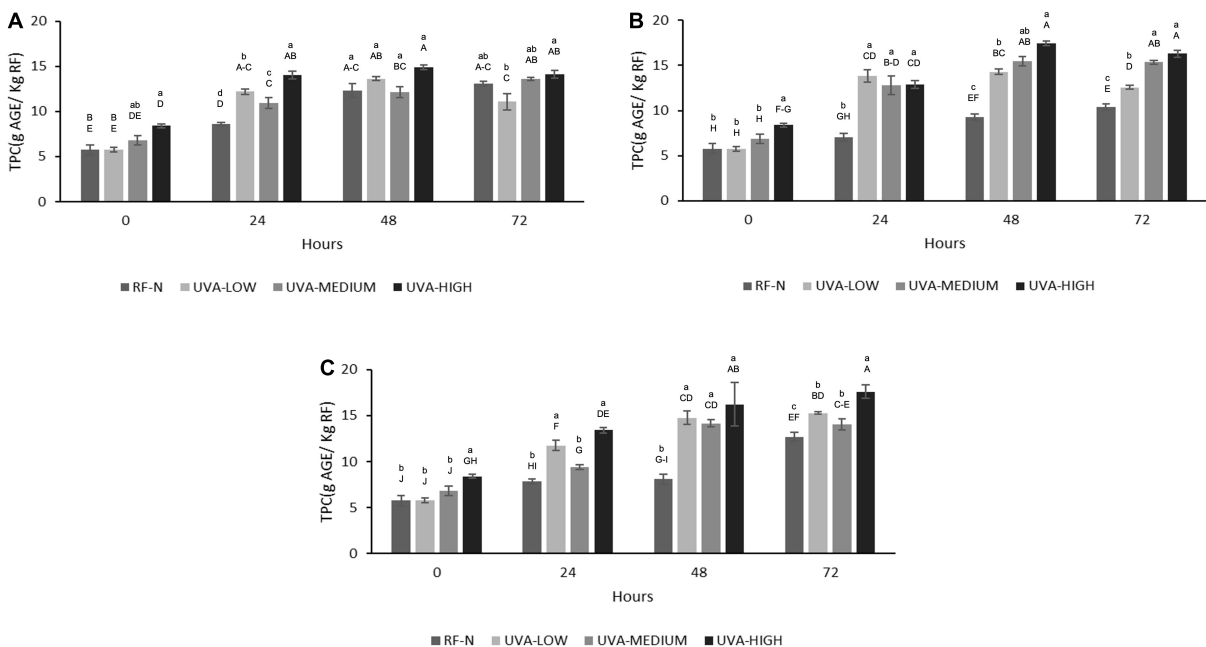 A
TPC(g AGE/ Kg RF)
20
15
10
5
0
B B ab a
E E DE D
d b c a
D A-C C AB
a a a a
A-C AB BC A
ab b ab a
A-C C AB AB
0 24 48 72
Hours
RF-N UVA-LOW UVA-MEDIUM UVA-HIGH
B
TPC(g AGE/ Kg RF)
20
15
10
5
0
b b b a
H H H F-G
b a a a
GH CD B-D CD
c b ab a
EF BC AB A
c b a a
E D AB A
0 24 48 72
Hours
RF-N UVA-LOW UVA-MEDIUM UVA-HIGH
C
TPC(g AGE/ Kg RF)
20
15
10
5
0
b b b a
J J J GH
b a b a
HI F G DE
b a a a
G-I CD CD AB
c b b a
EF BD C-E A
0 24 48 72
Hours
RF-N UVA-LOW UVA-MEDIUM UVA-HIGH